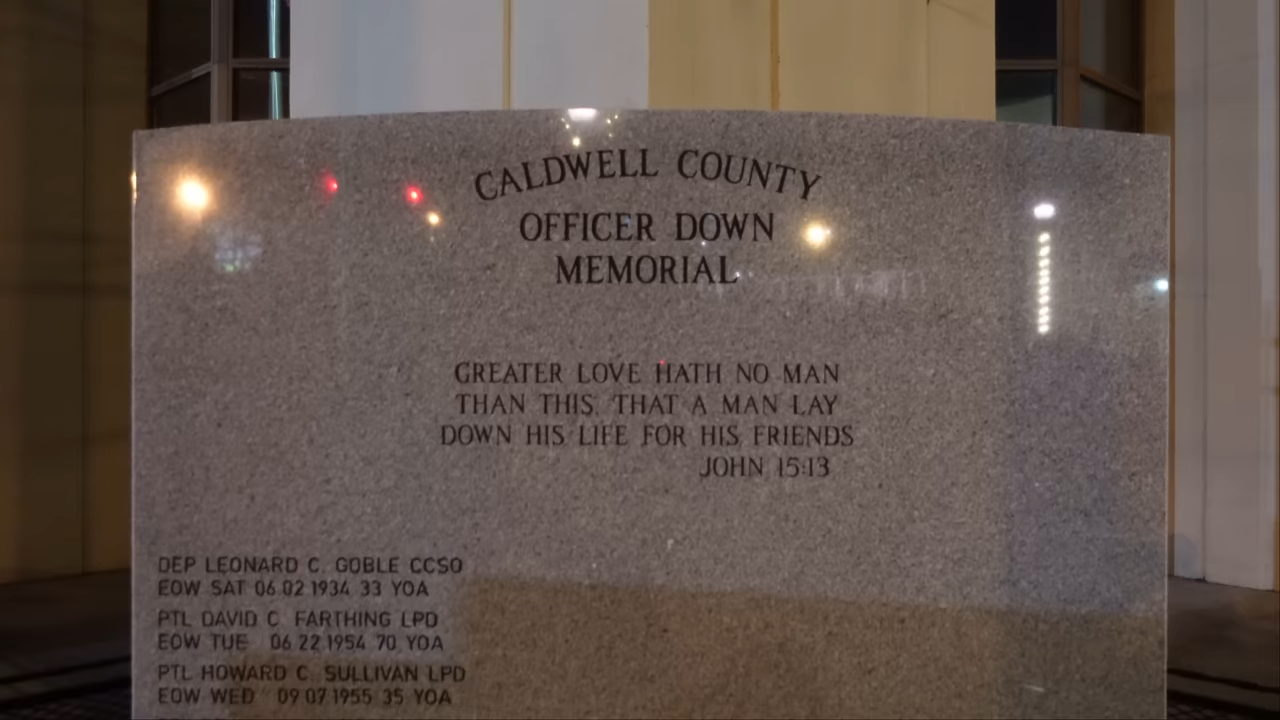 CALDWELL COUNTY
OFFICER DOWN
MEMORIAL
GREATER LOVE HATH NO MAN
THAN THIS, THAT A MAN LAY
DOWN HIS LIFE FOR HIS FRIENDS
JOHN 15:13
DEP LEONARD C. GOBLE CCSO
EOW SAT 06.02.1934 33 YOA
PTL DAVID C. FARTHING LPD
EOW TUE 06.22.1954 70 YOA
PTL HOWARD C. SULLIVAN LPD
EOW WED 09.07.1955 35 YOA